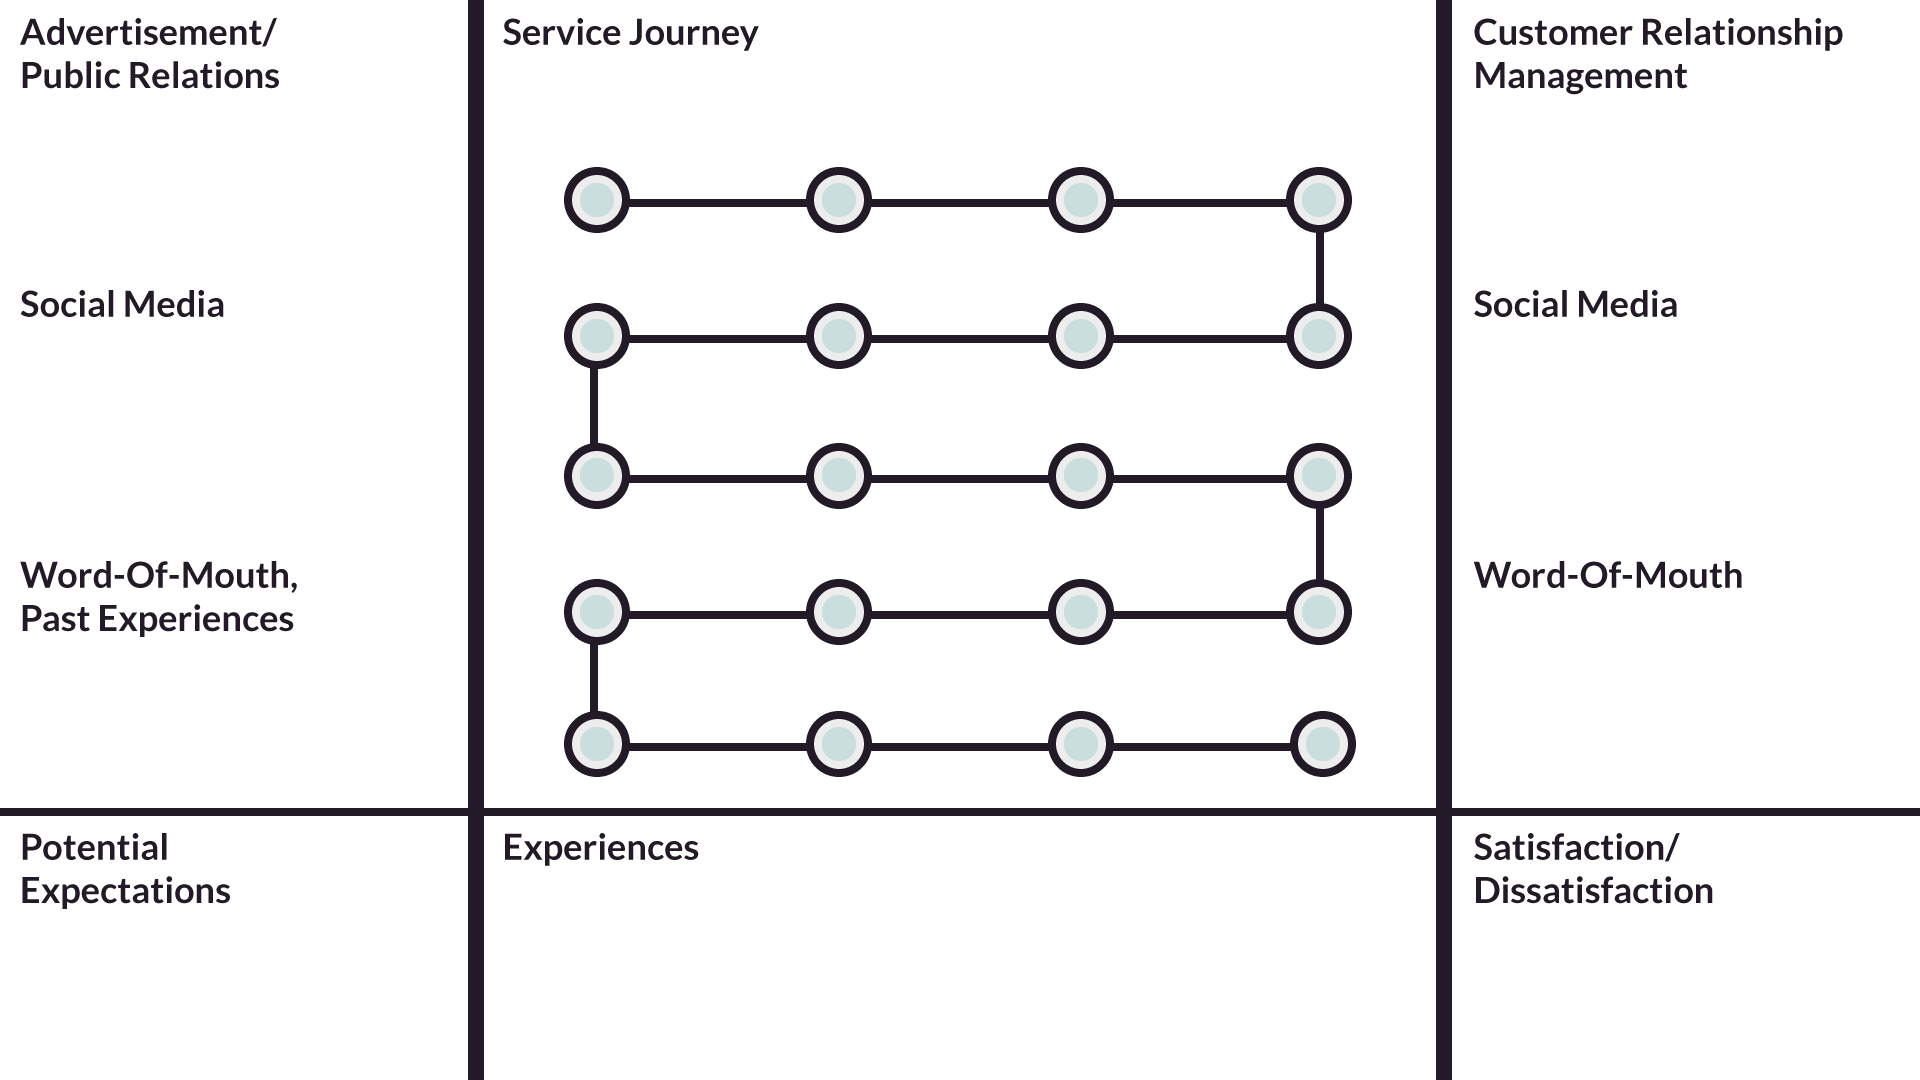 Advertisement/
Public Relations
Social Media
Word-Of-Mouth,
Past Experiences
Service Journey
Customer Relationship
Management
Social Media
Word-Of-Mouth
Potential
Expectations
Experiences
Satisfaction/
Dissatisfaction